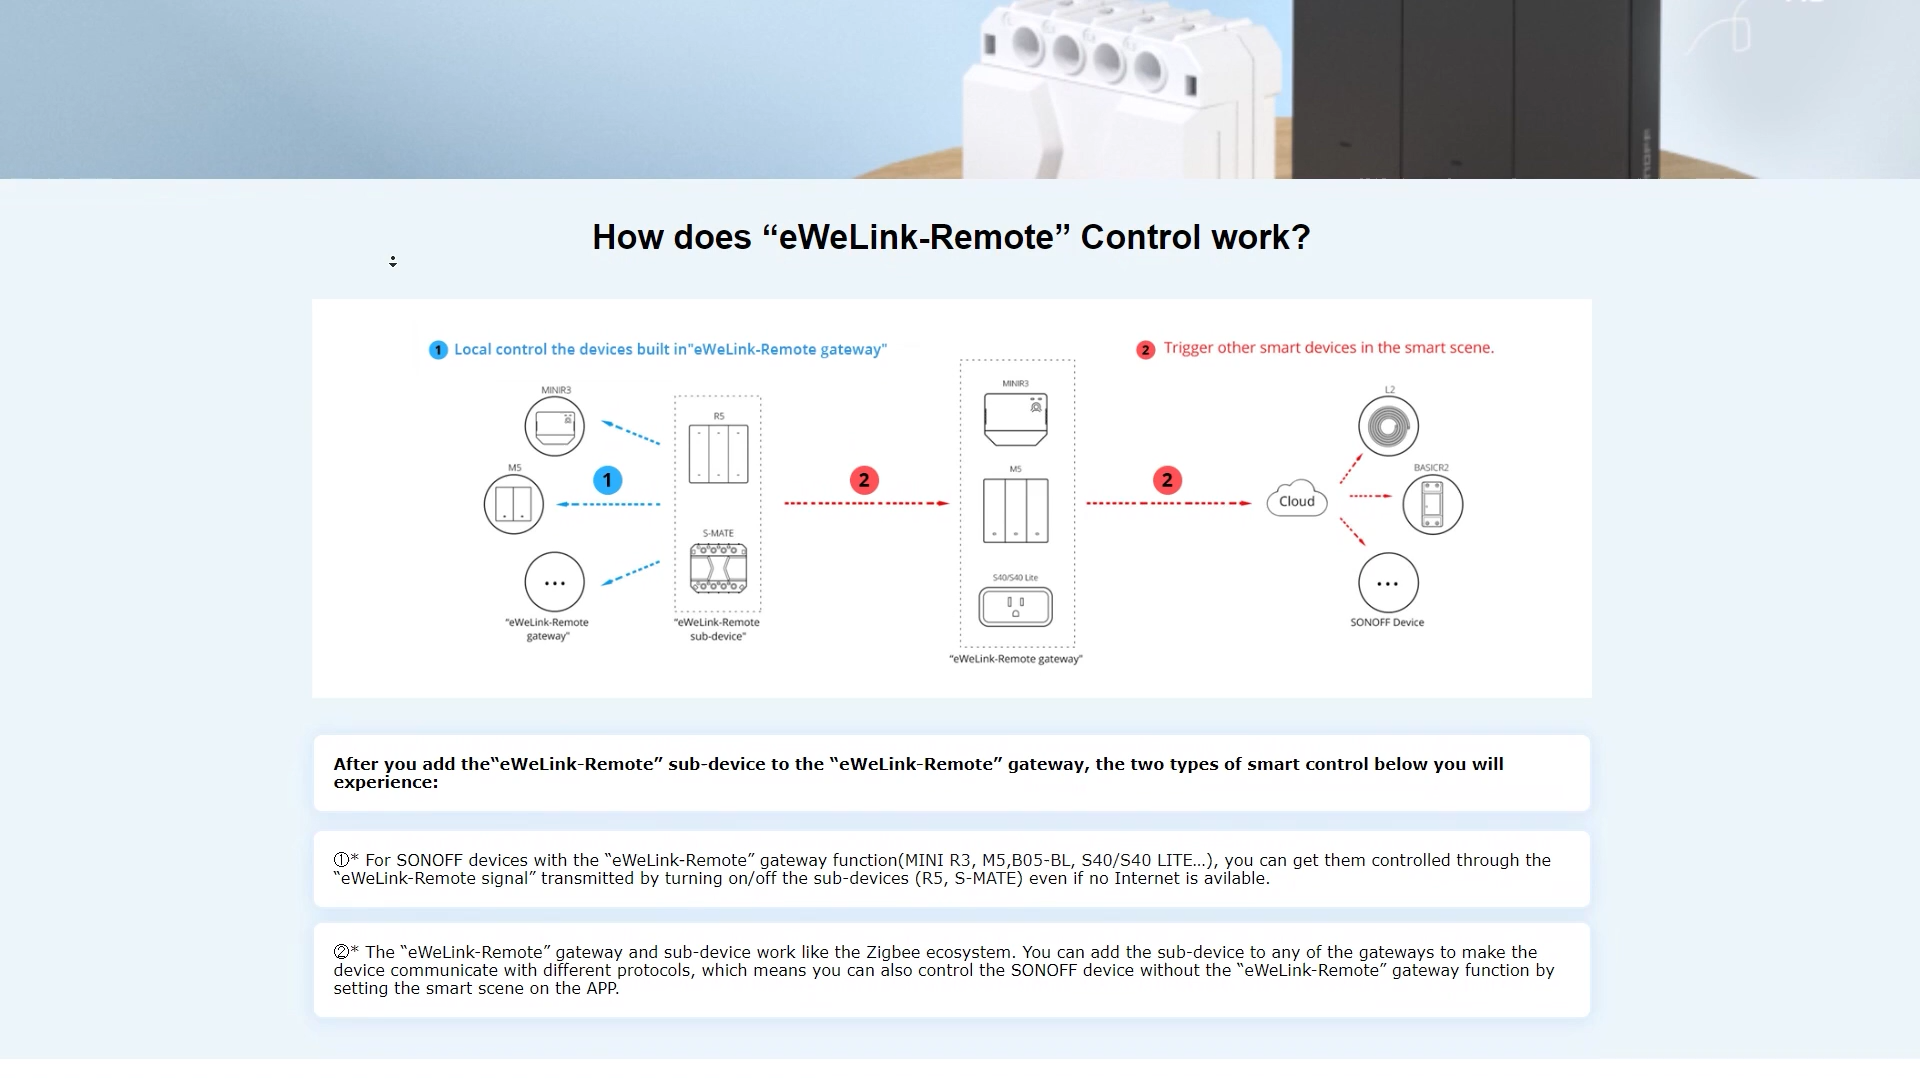 How does “eWeLink-Remote” Control work?
1 Local control the devices built in"eWeLink-Remote gateway"
2 Trigger other smart devices in the smart scene.
MINIR3
M5
...
"eWeLink-Remote
gateway"
1
R5
S-MATE
"eWeLink-Remote
sub-device"
2
MINIR3
M5
S40/S40 Lite
"eWeLink-Remote gateway"
2
Cloud
L2
BASICR2
...
SONOFF Device
After you add the“eWeLink-Remote” sub-device to the “eWeLink-Remote” gateway, the two types of smart control below you will
experience:
①* For SONOFF devices with the “eWeLink-Remote” gateway function(MINI R3, M5,B05-BL, S40/S40 LITE...), you can get them controlled through the
“eWeLink-Remote signal” transmitted by turning on/off the sub-devices (R5, S-MATE) even if no Internet is avilable.
②* The “eWeLink-Remote” gateway and sub-device work like the Zigbee ecosystem. You can add the sub-device to any of the gateways to make the
device communicate with different protocols, which means you can also control the SONOFF device without the “eWeLink-Remote” gateway function by
setting the smart scene on the APP.